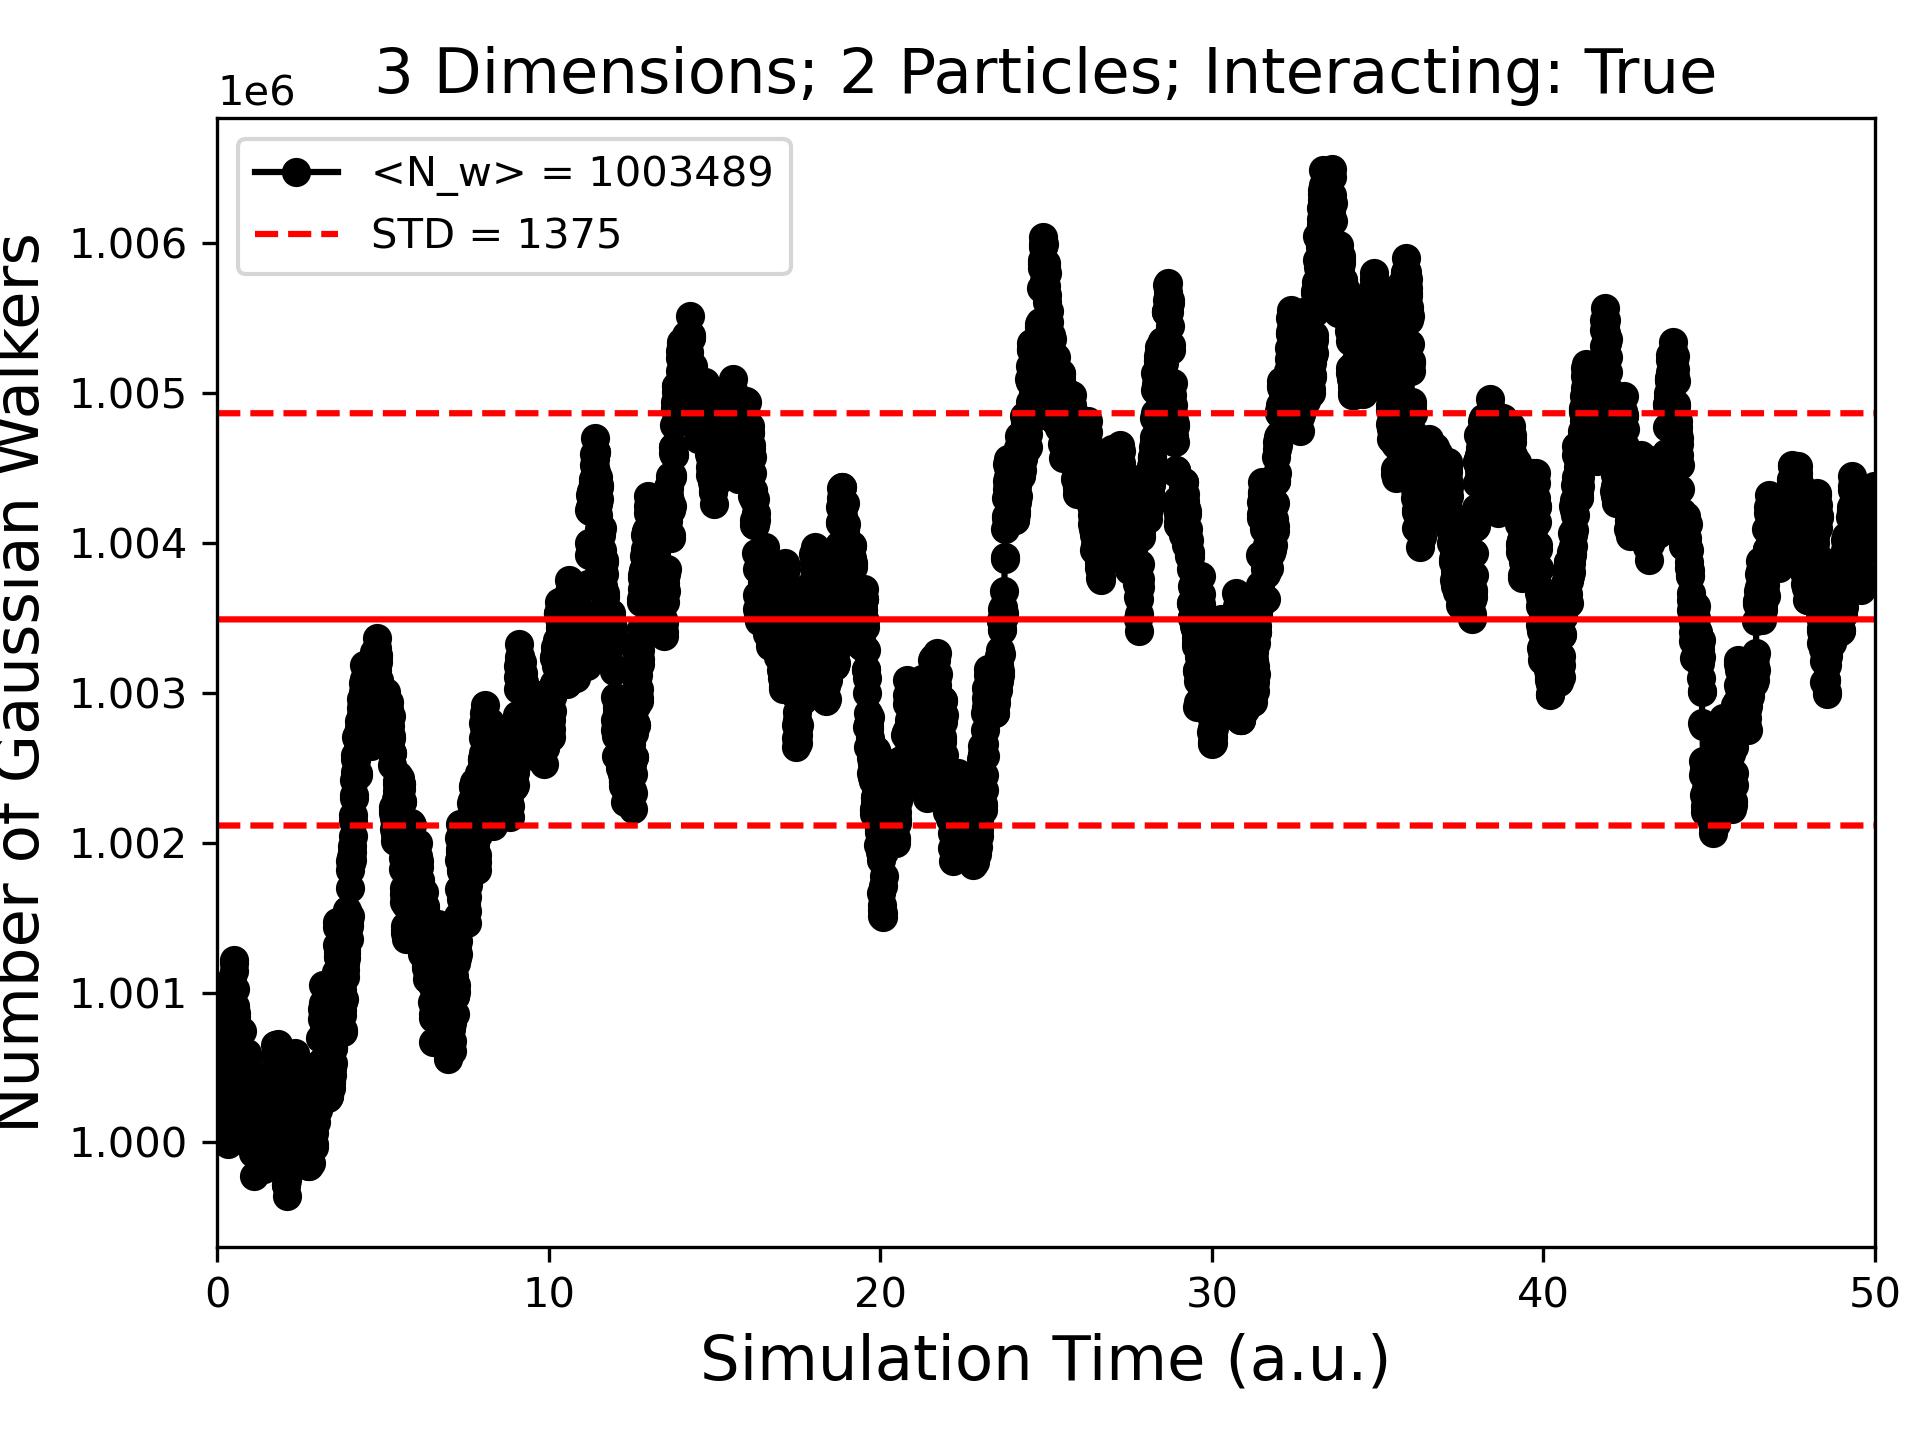 3 Dimensions; 2 Particles; Interacting: True
1e6
<N_w> = 1003489
STD = 1375
Number of Gaussian Walkers
1.006
1.005
1.004
1.003
1.002
1.001
1.000
0 10 20 30 40 50
Simulation Time (a.u.)